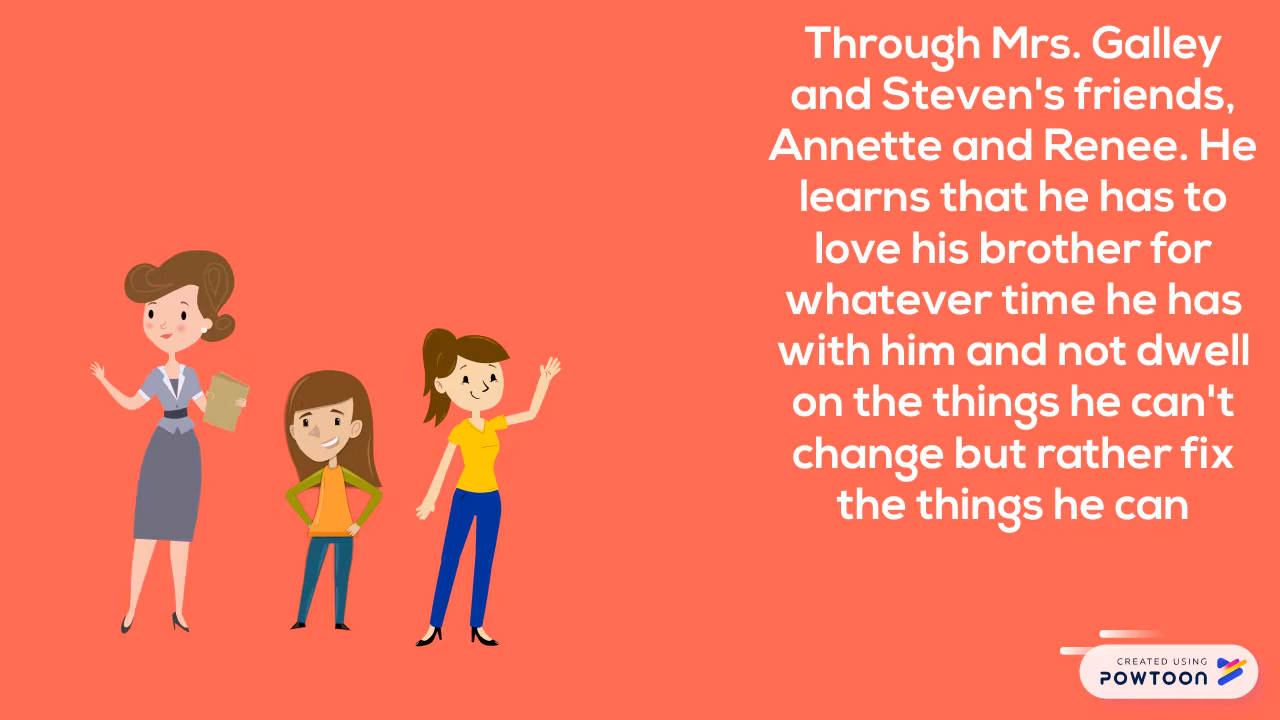 Through Mrs. Galley
and Steven's friends,
Annette and Renee. He
learns that he has to
love his brother for
whatever time he has
with him and not dwell
on the things he can't
change but rather fix
the things he can
CREATED USING
POWTOON